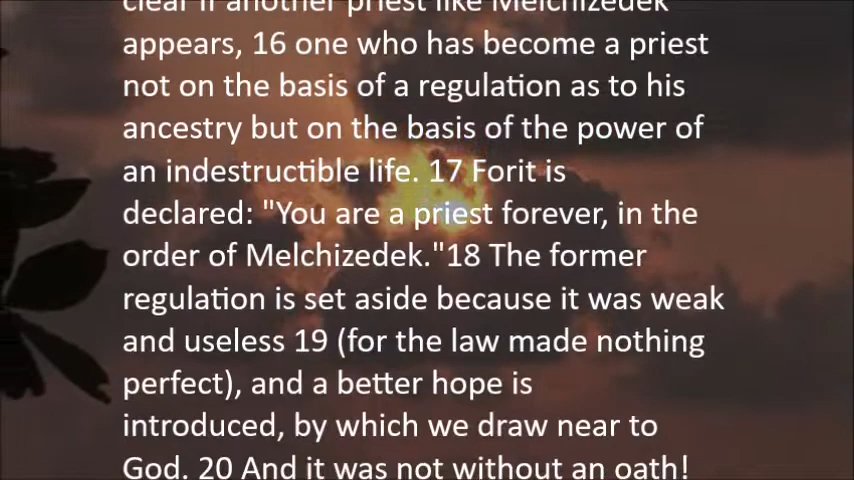 clear if another priest like Melchizedek
appears, 16 one who has become a priest
not on the basis of a regulation as to his
ancestry but on the basis of the power of
an indestructible life. 17 Forit is
declared: "You are a priest forever, in the
order of Melchizedek."18 The former
regulation is set aside because it was weak
and useless 19 (for the law made nothing
perfect), and a better hope is
introduced, by which we draw near to
God. 20 And it was not without an oath!